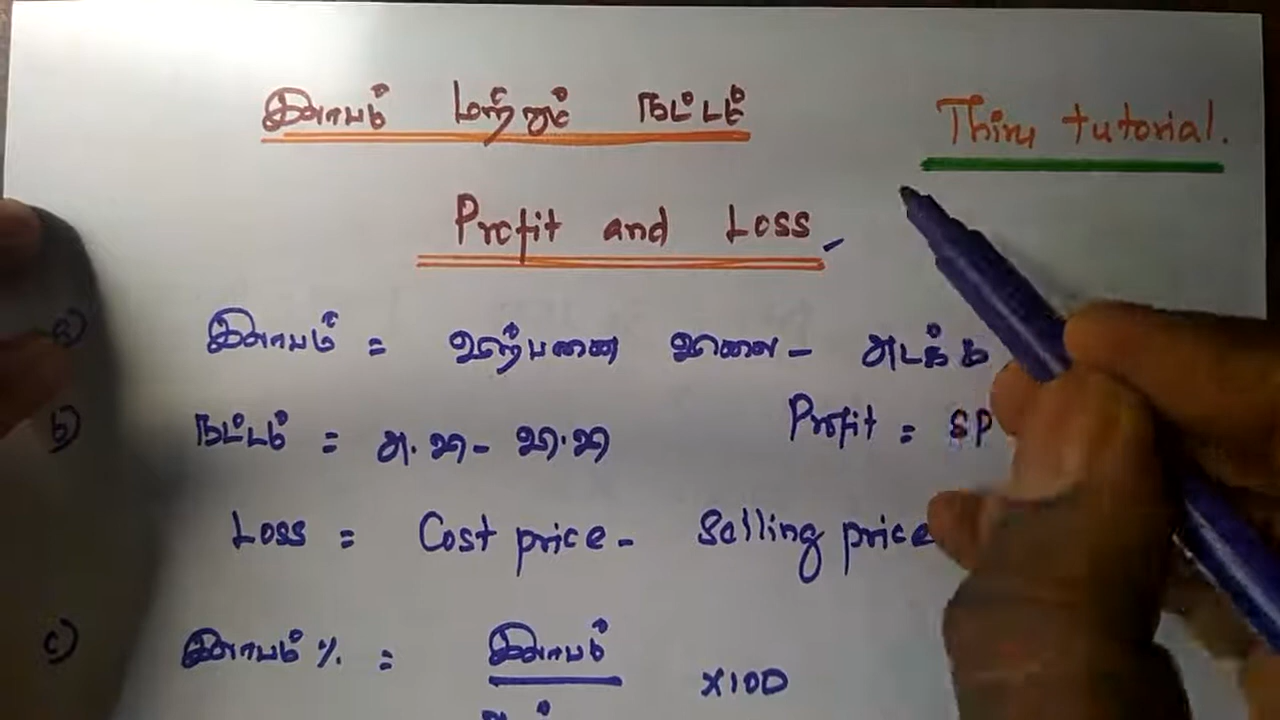 இலாபம் மற்றும் நட்டம்
Thiru tutorial.
Profit and Loss
a) இலாபம் = விற்பனை விலை - அடக்க
b) நட்டம் = அ.வி - வி.வி
Profit = SP
Loss = Cost price - Selling price
c) இலாபம் % = இலாபம் x100